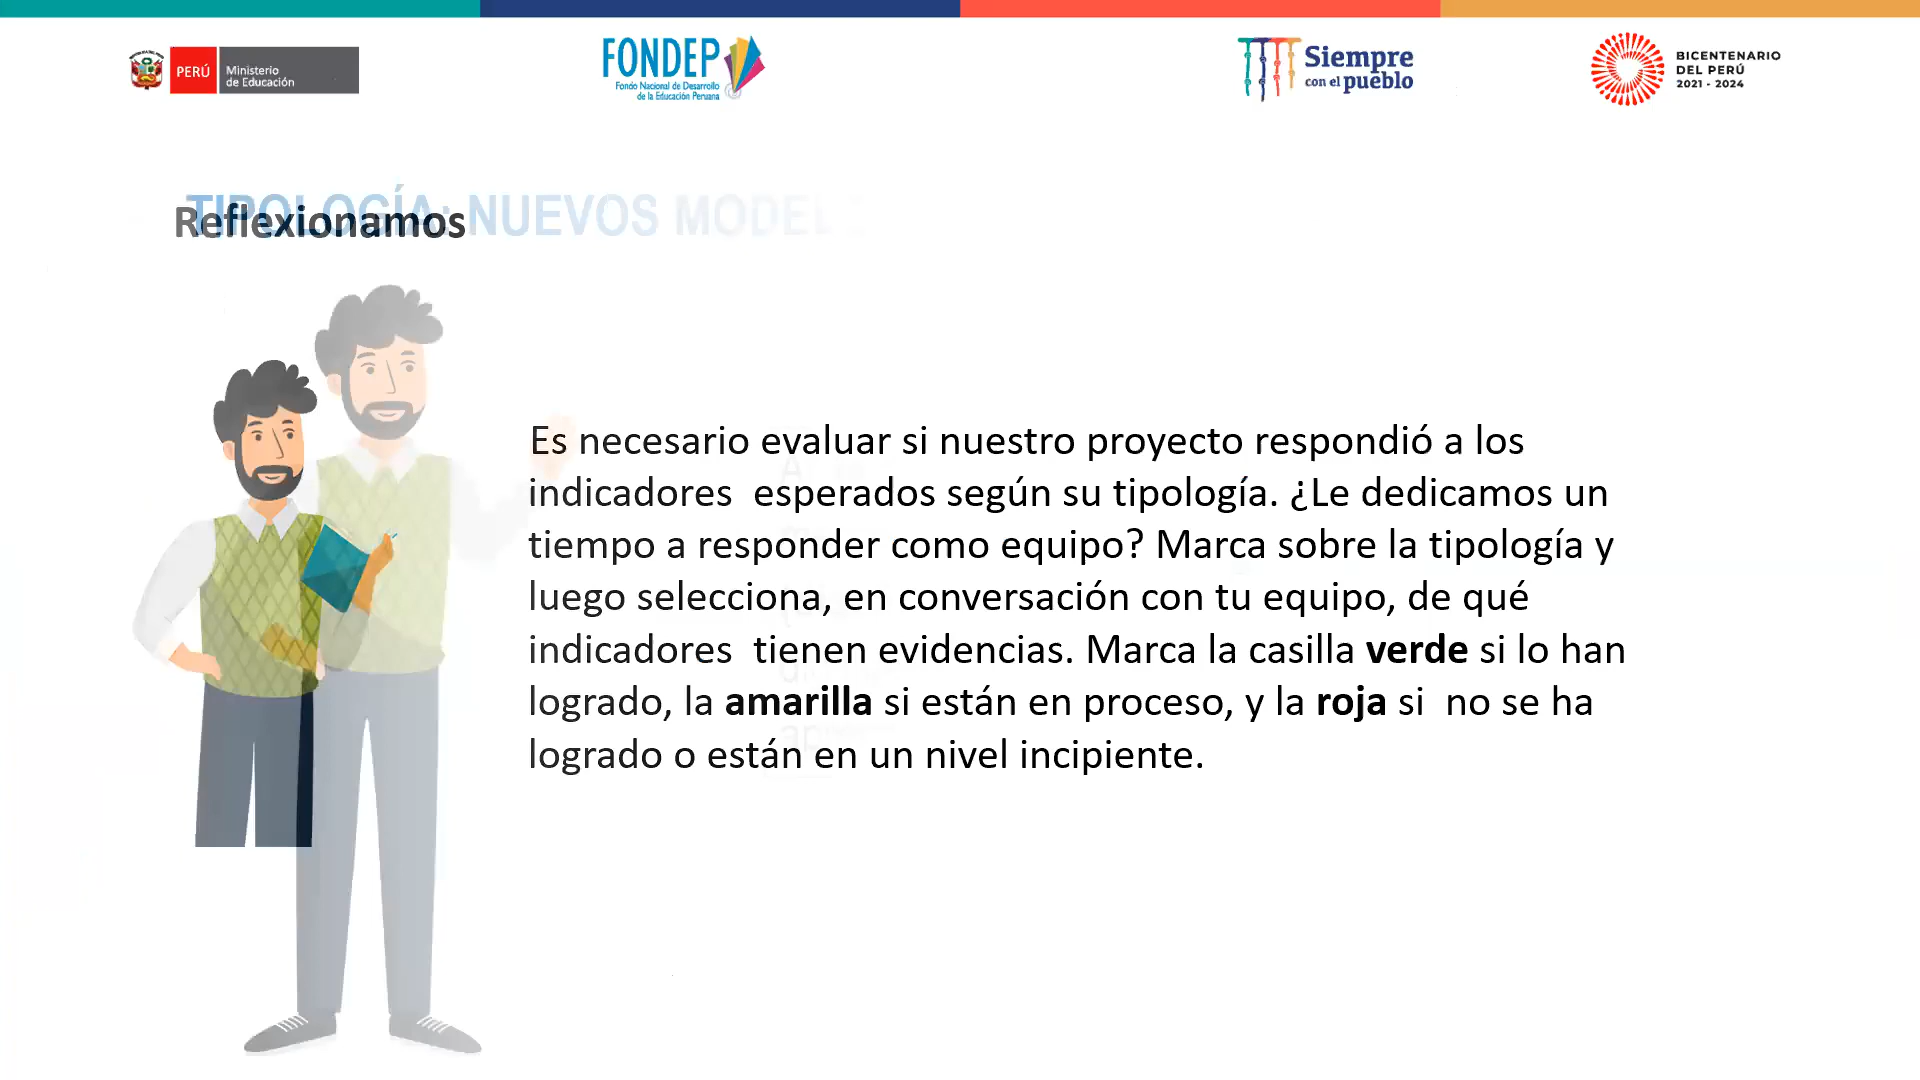 PERÚ
Ministerio
de Educación
FONDEP
Fondo Nacional de Desarrollo
de la Educación Peruana
Siempre
con el pueblo
BICENTENARIO
DEL PERÚ
2021 - 2024
TIPOLOGÍA: NUEVOS
Reflexionamos
Es necesario evaluar si nuestro proyecto respondió a los
indicadores esperados según su tipología. ¿Le dedicamos un
tiempo a responder como equipo? Marca sobre la tipología y
luego selecciona, en conversación con tu equipo, de qué
indicadores tienen evidencias. Marca la casilla verde si lo han
logrado, la amarilla si están en proceso, y la roja si no se ha
logrado o están en un nivel incipiente.